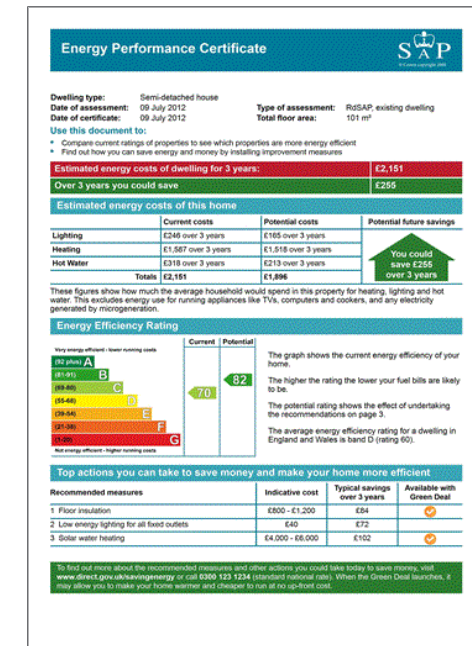 Energy Performance Certificate
SAP
Dwelling type: Semi-detached house
Date of assessment: 09 July 2012 Type of assessment: RdSAP, existing dwelling
Date of certificate: 09 July 2012 Total floor area: 101 m²
Use this document to:
• Compare current ratings of properties to see which properties are more energy efficient
• Find out how you can save energy and money by installing improvement measures
Estimated energy costs of dwelling for 3 years: £2,151
Over 3 years you could save £255
Estimated energy costs of this home
Current costs Potential costs Potential future savings
Lighting £246 over 3 years £165 over 3 years
Heating £1,587 over 3 years £1,518 over 3 years
Hot Water £318 over 3 years £213 over 3 years
Totals £2,151 £1,896
You could
save £255
over 3 years
These figures show how much the average household would spend in this property for heating, lighting and hot
water. This excludes energy use for running appliances like TVs, computers and cookers, and any electricity
generated by microgeneration.
Energy Efficiency Rating
Current Potential
Very energy efficient - lower running costs
(92 plus) A
(81-91) B
(69-80) C
(55-68) D
(39-54) E
(21-38) F
(1-20) G
Not energy efficient - higher running costs
70
82
The graph shows the current energy efficiency of your
home.
The higher the rating the lower your fuel bills are likely
to be.
The potential rating shows the effect of undertaking
the recommendations on page 3.
The average energy efficiency rating for a dwelling in
England and Wales is band D (rating 60).
Top actions you can take to save money and make your home more efficient
Recommended measures Indicative cost Typical savings over 3 years Available with Green Deal
1 Floor insulation £800 - £1,200 £84
2 Low energy lighting for all fixed outlets £40 £72
3 Solar water heating £4,000 - £6,000 £102
To find out more about the recommended measures and other actions you could take today to save money, visit
www.direct.gov.uk/savingenergy or call 0300 123 1234 (standard national rate). When the Green Deal launches, it
may allow you to make your home warmer and cheaper to run at no up-front cost.